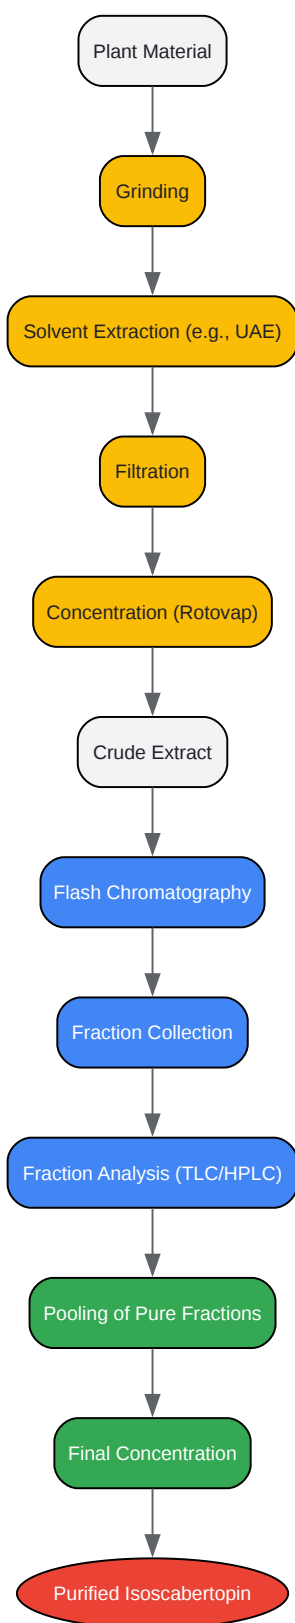 Plant Material
Grinding
Solvent Extraction (e.g., UAE)
Filtration
Concentration (Rotovap)
Crude Extract
Flash Chromatography
Fraction Collection
Fraction Analysis (TLC/HPLC)
Pooling of Pure Fractions
Final Concentration
Purified Isoscabertopin